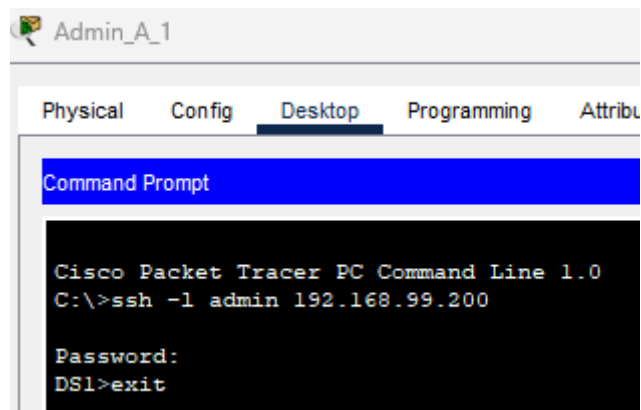 Admin_A_1
Physical Config Desktop Programming Attribu
Command Prompt
Cisco Packet Tracer PC Command Line 1.0
C:\>ssh -l admin 192.168.99.200
Password:
DS1>exit